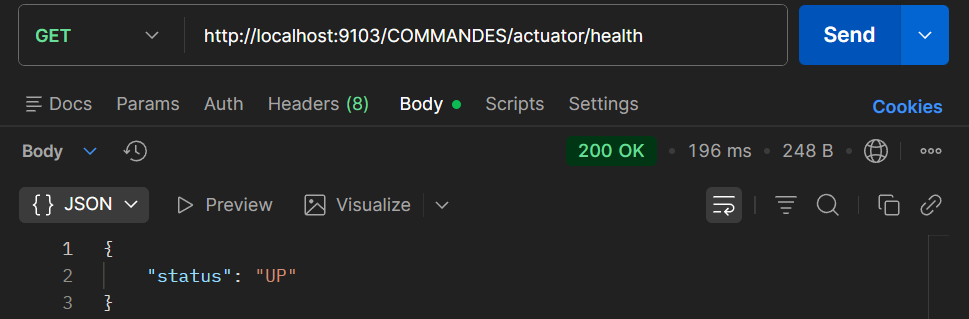 GET http://localhost:9103/COMMANDES/actuator/health Send
Docs Params Auth Headers (8) Body Scripts Settings Cookies
Body 200 OK 196 ms 248 B
{} JSON Preview Visualize
1 {
2 "status": "UP"
3 }